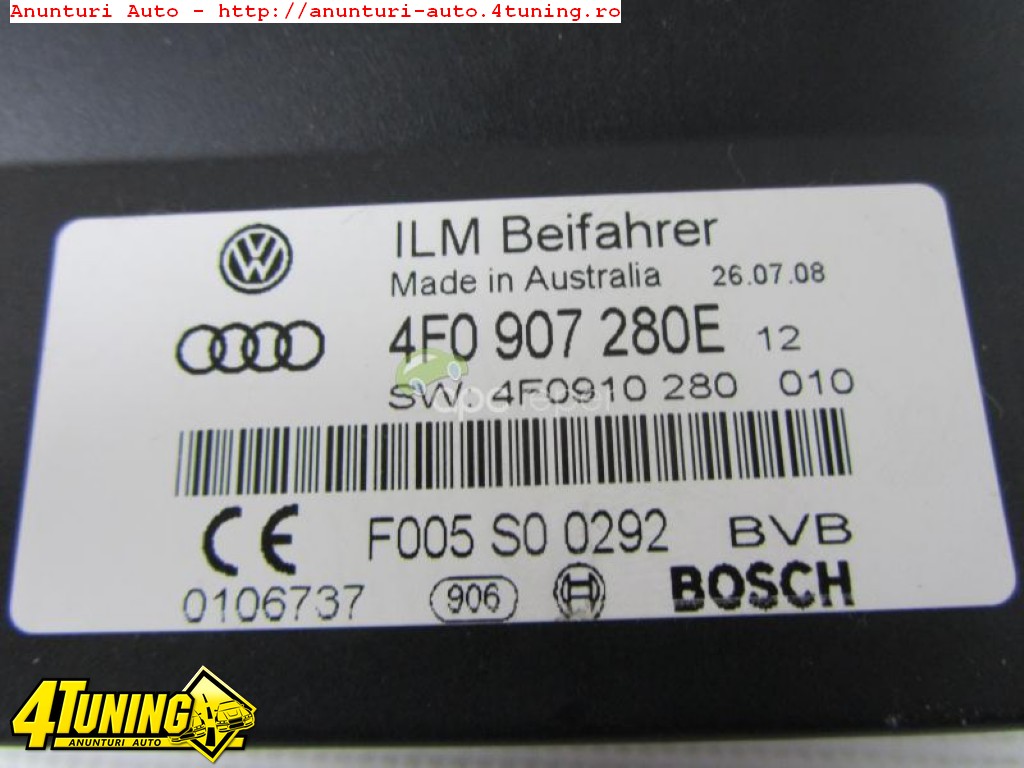 Anunturi Auto - http://anunturi-auto.4tuning.ro
ILM Beifahrer
Made in Australia 26.07.08
4F0 907 280E 12
SW: 4F0910 280 010
CE F005 S0 0292 BVB
0106737 906 BOSCH
4TUNING
ANUNTURI AUTO